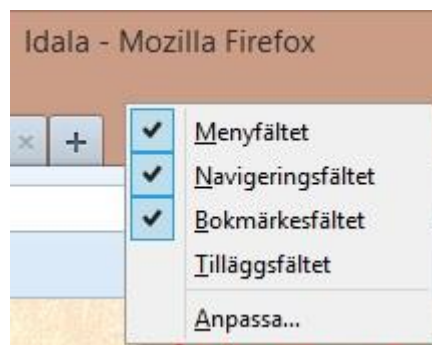 Idala - Mozilla Firefox
Menyfältet
Navigeringsfältet
Bokmärkesfältet
Tilläggsfältet
Anpassa...